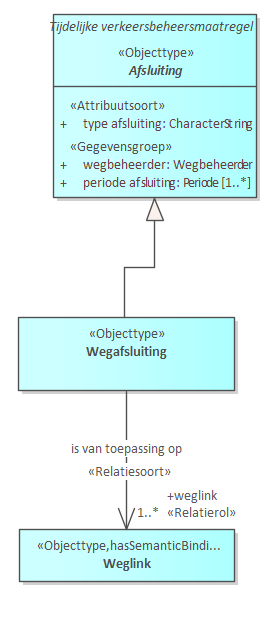 Tijdelijke verkeersbeheersmaatregel
«Objecttype»
Afsluiting
«Attribuutsoort»
+ type afsluiting: CharacterString
«Gegevensgroep»
+ wegbeheerder: Wegbeheerder
+ periode afsluiting: Periode [1..*]
«Objecttype»
Wegafsluiting
is van toepassing op
«Relatiesoort»
+weglink
1..* «Relatierol»
«Objecttype,hasSemanticBindi...
Weglink